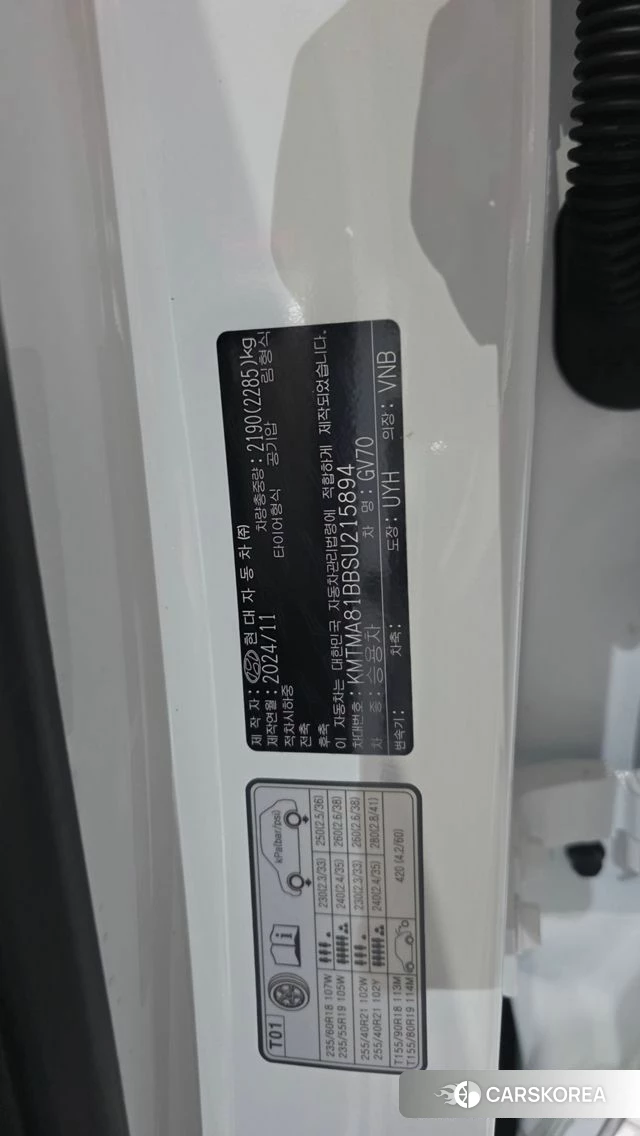 제 작 자 : 현 대 자 동 차 (주)
제작연월 : 2024/11 차량총중량 : 2190(2285)kg
적차시하중 타이어형식 공기압 림형식
전축
후축
이 자동차는 대한민국 자동차관리법령에 적합하게 제작되었습니다.
차대번호 : KMTMA81BBSU215894
차 종 : 승용차 차 명 : GV70
변속기 : 차축 : 도장 : UYH 의장 : VNB
T01 i kPa(bar/psi)
235/60R18 107W 230(2.3/33) 250(2.5/36)
235/55R19 105W 240(2.4/35) 260(2.6/38)
255/40R21 102W 230(2.3/33) 260(2.6/38)
255/40R21 102Y 240(2.4/35) 280(2.8/41)
T155/90R18 113M 420 (4.2/60)
T155/80R19 114M
CARSKOREA